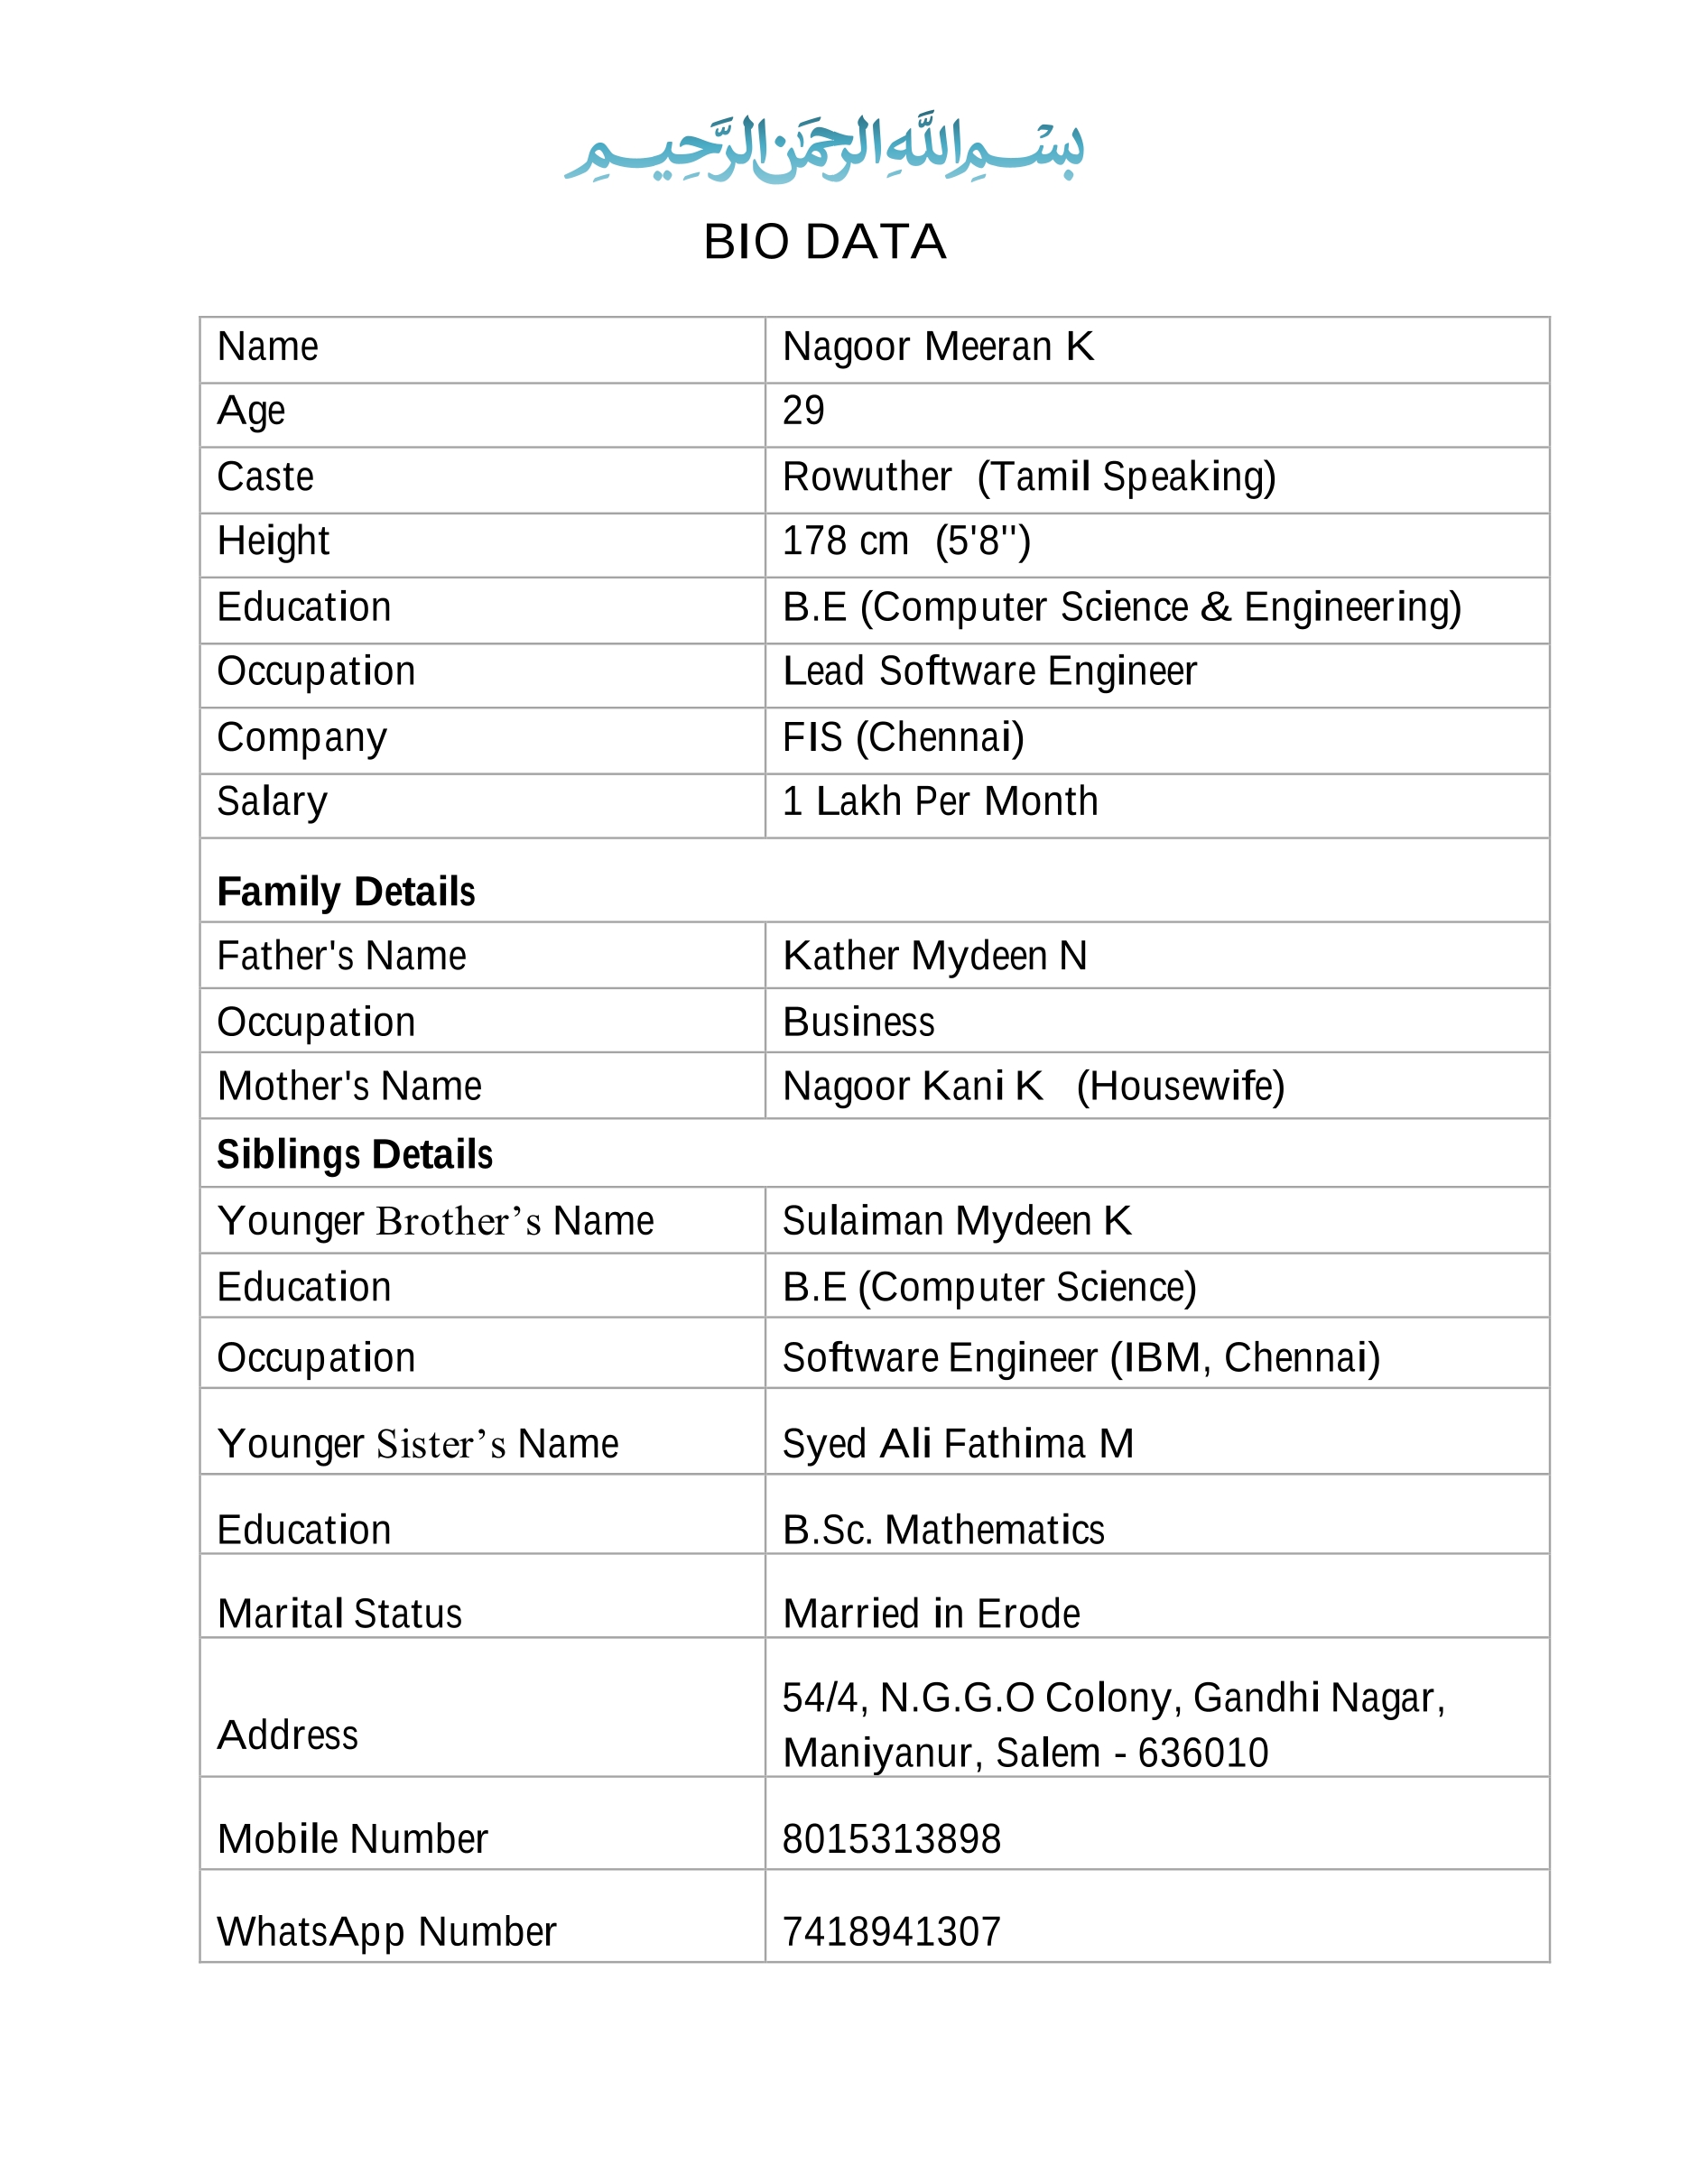 بِسْمِ اللَّهِ الرَّحْمَٰنِ الرَّحِيمِ
BIO DATA
Name Nagoor Meeran K
Age 29
Caste Rowuther (Tamil Speaking)
Height 178 cm (5'8'')
Education B.E (Computer Science & Engineering)
Occupation Lead Software Engineer
Company FIS (Chennai)
Salary 1 Lakh Per Month
Family Details
Father's Name Kather Mydeen N
Occupation Business
Mother's Name Nagoor Kani K (Housewife)
Siblings Details
Younger Brother’s Name Sulaiman Mydeen K
Education B.E (Computer Science)
Occupation Software Engineer (IBM, Chennai)
Younger Sister’s Name Syed Ali Fathima M
Education B.Sc. Mathematics
Marital Status Married in Erode
Address 54/4, N.G.G.O Colony, Gandhi Nagar,
Maniyanur, Salem - 636010
Mobile Number 8015313898
WhatsApp Number 7418941307